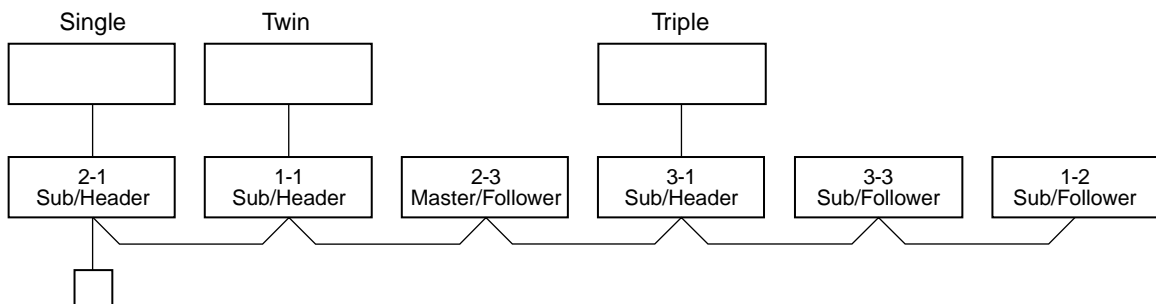 Single
Twin
Triple
2-1
Sub/Header
1-1
Sub/Header
2-3
Master/Follower
3-1
Sub/Header
3-3
Sub/Follower
1-2
Sub/Follower